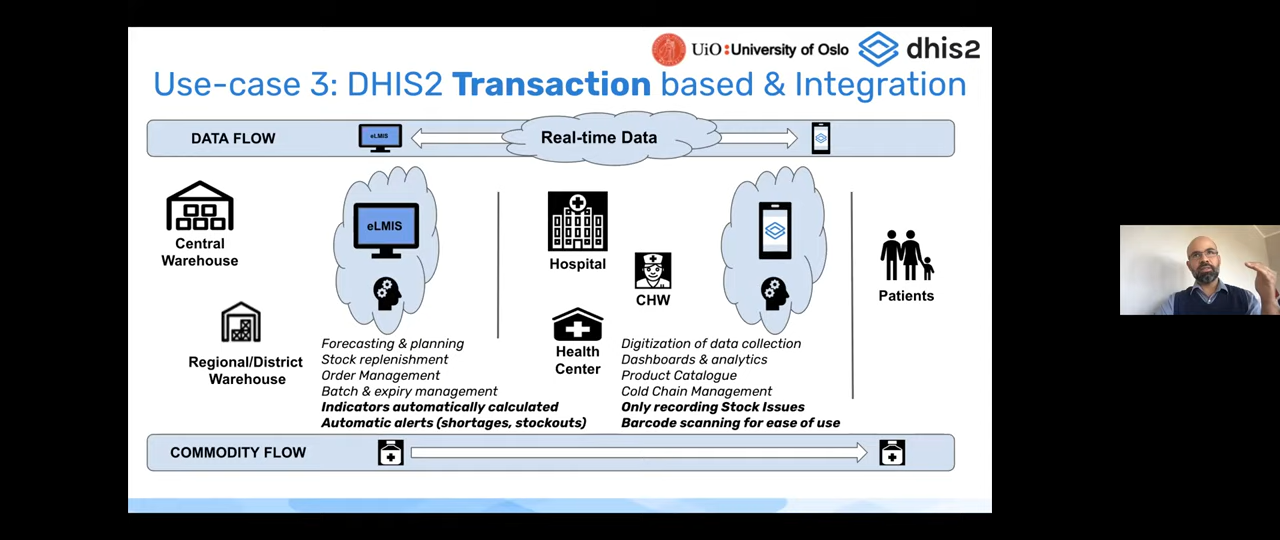 UiO:University of Oslo
dhis2
Use-case 3: DHIS2 Transaction based & Integration
DATA FLOW
eLMIS
Real-time Data
Central
Warehouse
eLMIS
Hospital
CHW
Patients
Regional/District
Warehouse
Health
Center
Forecasting & planning
Stock replenishment
Order Management
Batch & expiry management
Indicators automatically calculated
Automatic alerts (shortages, stockouts)
Digitization of data collection
Dashboards & analytics
Product Catalogue
Cold Chain Management
Only recording Stock Issues
Barcode scanning for ease of use
COMMODITY FLOW